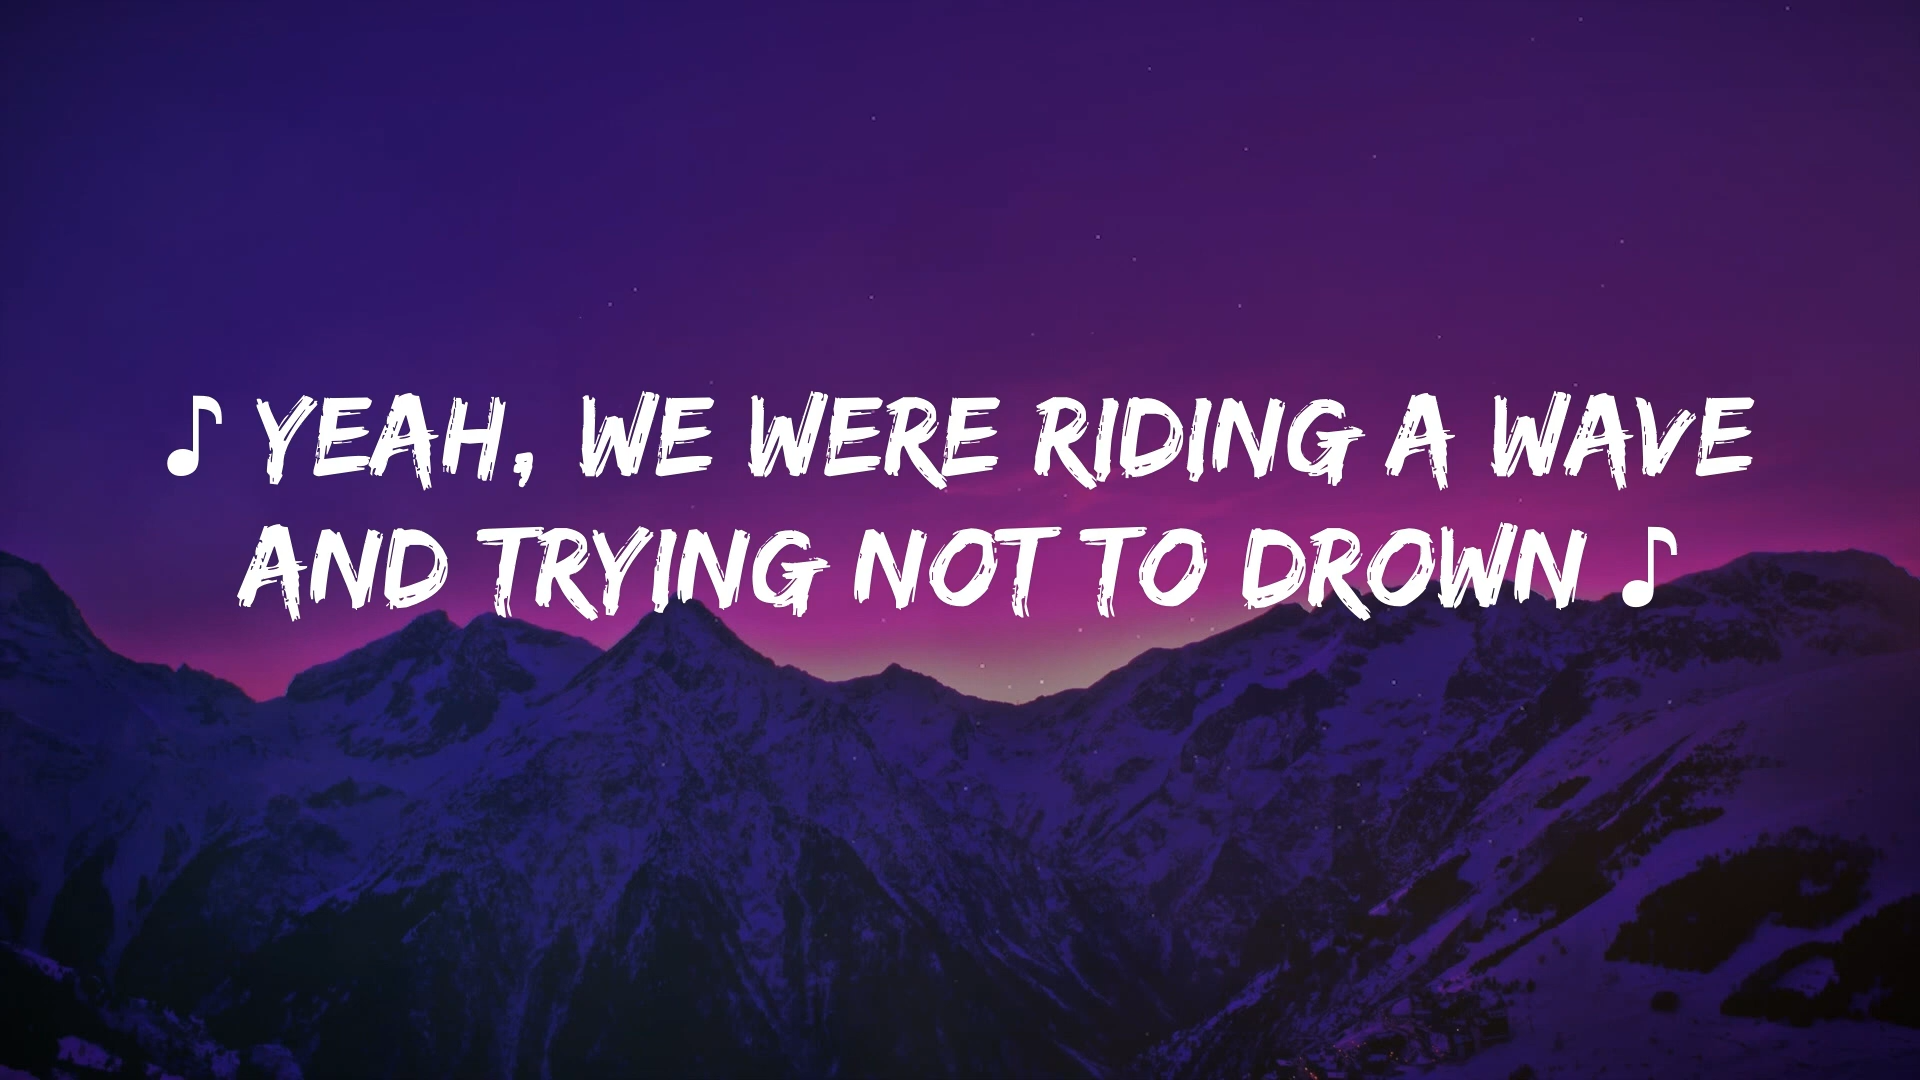 ♪ YEAH, WE WERE RIDING A WAVE
AND TRYING NOT TO DROWN ♪